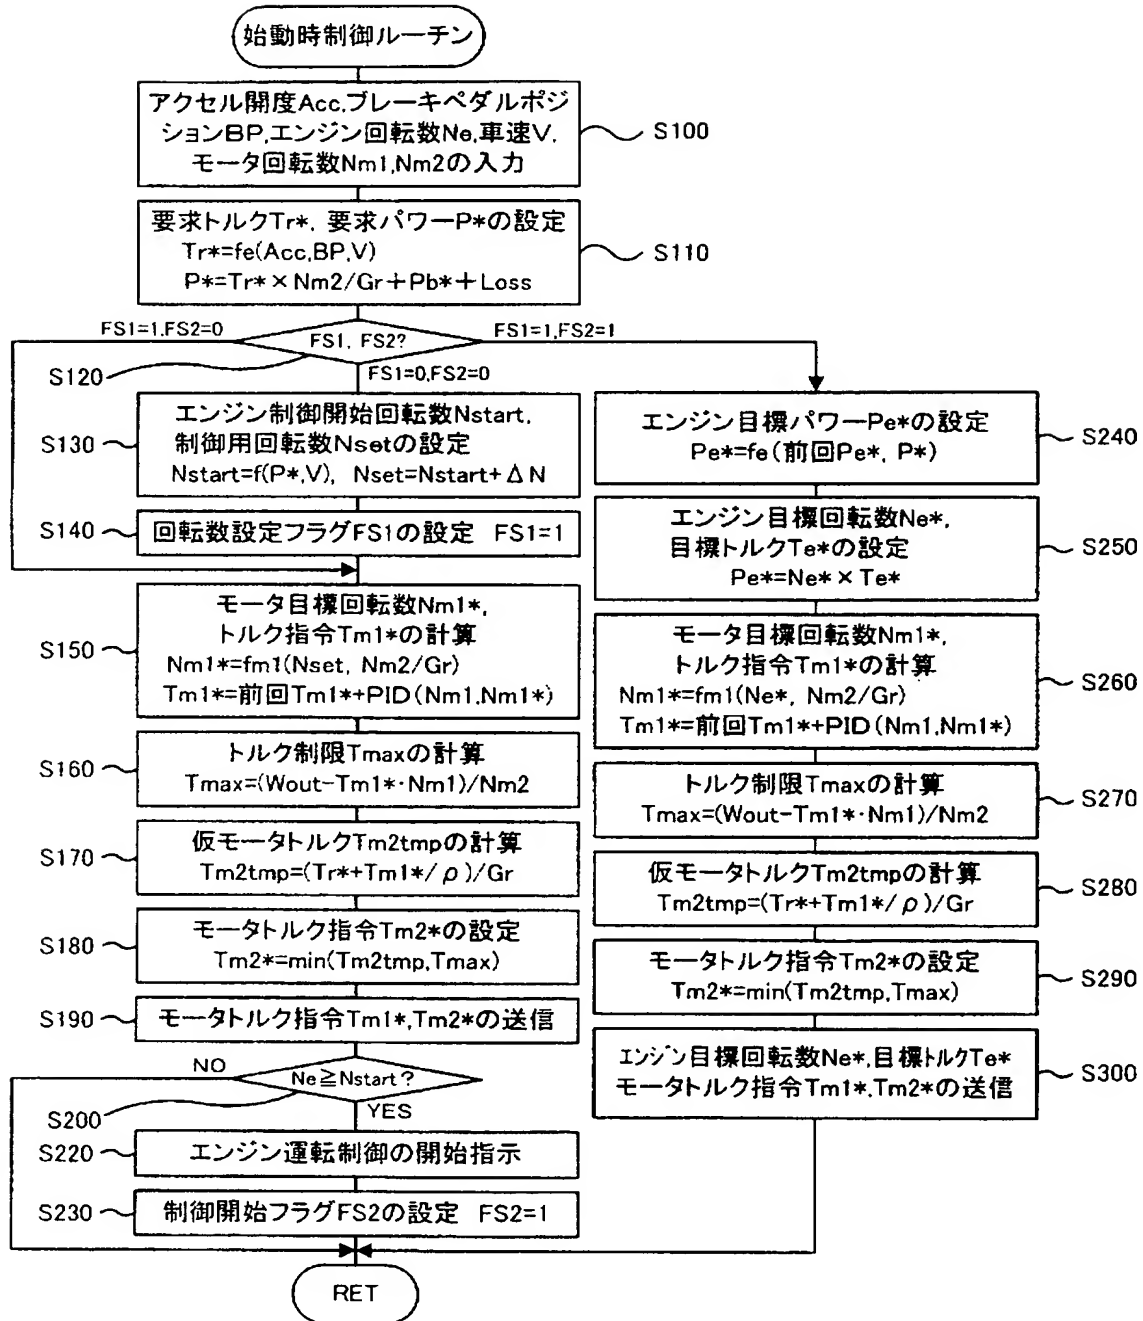 始動時制御ルーチン
アクセル開度Acc,ブレーキペダルポジ
ションBP,エンジン回転数Ne,車速V,
モータ回転数Nm1,Nm2の入力
S100
要求トルクTr*, 要求パワーP*の設定
Tr*=fe(Acc,BP,V)
P*=Tr*×Nm2/Gr+Pb*+Loss
S110
FS1=1,FS2=0
FS1, FS2?
FS1=1,FS2=1
S120
FS1=0,FS2=0
エンジン制御開始回転数Nstart,
制御用回転数Nsetの設定
Nstart=f(P*,V), Nset=Nstart+ΔN
S130
回転数設定フラグFS1の設定 FS1=1
S140
モータ目標回転数Nm1*,
トルク指令Tm1*の計算
Nm1*=fm1(Nset, Nm2/Gr)
Tm1*=前回Tm1*+PID(Nm1,Nm1*)
S150
トルク制限Tmaxの計算
Tmax=(Wout-Tm1*・Nm1)/Nm2
S160
仮モータトルクTm2tmpの計算
Tm2tmp=(Tr*+Tm1*/ρ)/Gr
S170
モータトルク指令Tm2*の設定
Tm2*=min(Tm2tmp,Tmax)
S180
モータトルク指令Tm1*,Tm2*の送信
S190
NO
Ne≧Nstart?
S200
YES
エンジン運転制御の開始指示
S220
制御開始フラグFS2の設定 FS2=1
S230
エンジン目標パワーPe*の設定
Pe*=fe(前回Pe*, P*)
S240
エンジン目標回転数Ne*,
目標トルクTe*の設定
Pe*=Ne*×Te*
S250
モータ目標回転数Nm1*,
トルク指令Tm1*の計算
Nm1*=fm1(Ne*, Nm2/Gr)
Tm1*=前回Tm1*+PID(Nm1,Nm1*)
S260
トルク制限Tmaxの計算
Tmax=(Wout-Tm1*・Nm1)/Nm2
S270
仮モータトルクTm2tmpの計算
Tm2tmp=(Tr*+Tm1*/ρ)/Gr
S280
モータトルク指令Tm2*の設定
Tm2*=min(Tm2tmp,Tmax)
S290
エンジン目標回転数Ne*,目標トルクTe*
モータトルク指令Tm1*,Tm2*の送信
S300
RET